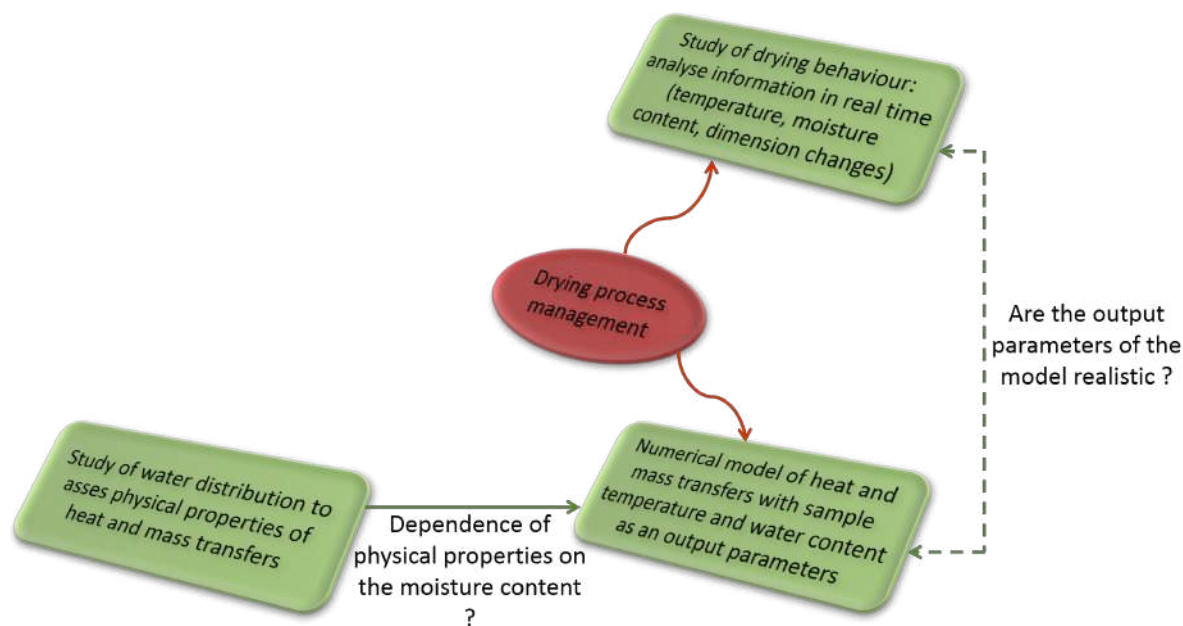 Study of drying behaviour:
analyse information in real time
(temperature, moisture
content, dimension changes)
Drying process
management
Are the output
parameters of the
model realistic ?
Study of water distribution to
asses physical properties of
heat and mass transfers
Dependence of
physical properties on
the moisture content
?
Numerical model of heat and
mass transfers with sample
temperature and water content
as an output parameters